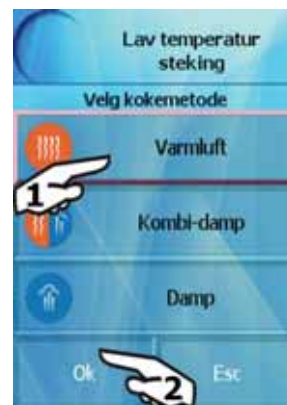 Lav temperatur
steking
Velg kokemetode
Varmluft
1
Kombi-damp
Damp
Ok
Esc
2